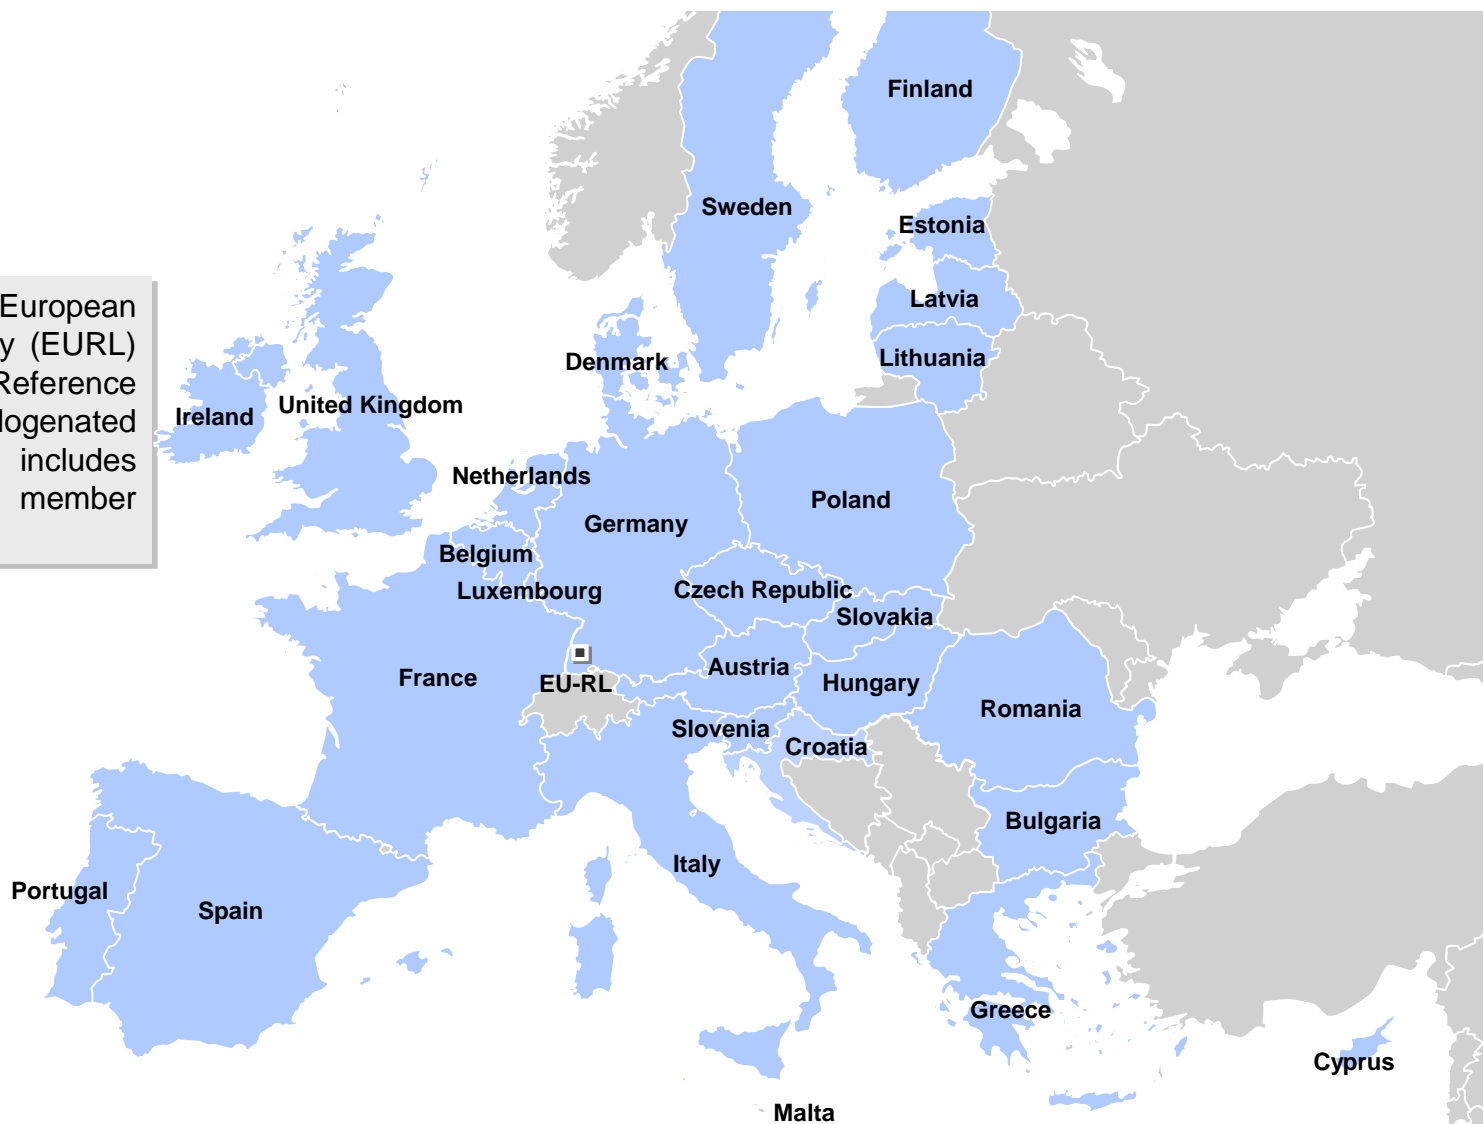 Finland
Sweden
Estonia
European
Latvia
y (EURL)
Lithuania
Denmark
Reference
United Kingdom
Ireland
logenated
includes
Netherlands
member
Poland
Germany
Belgium
Czech Republic
Luxembourg
Slovakia
Austria
France
EU-RL
Hungary
Romania
Slovenia
Croatia
Bulgaria
Italy
Portugal
Spain
Greece
Cyprus
Malta